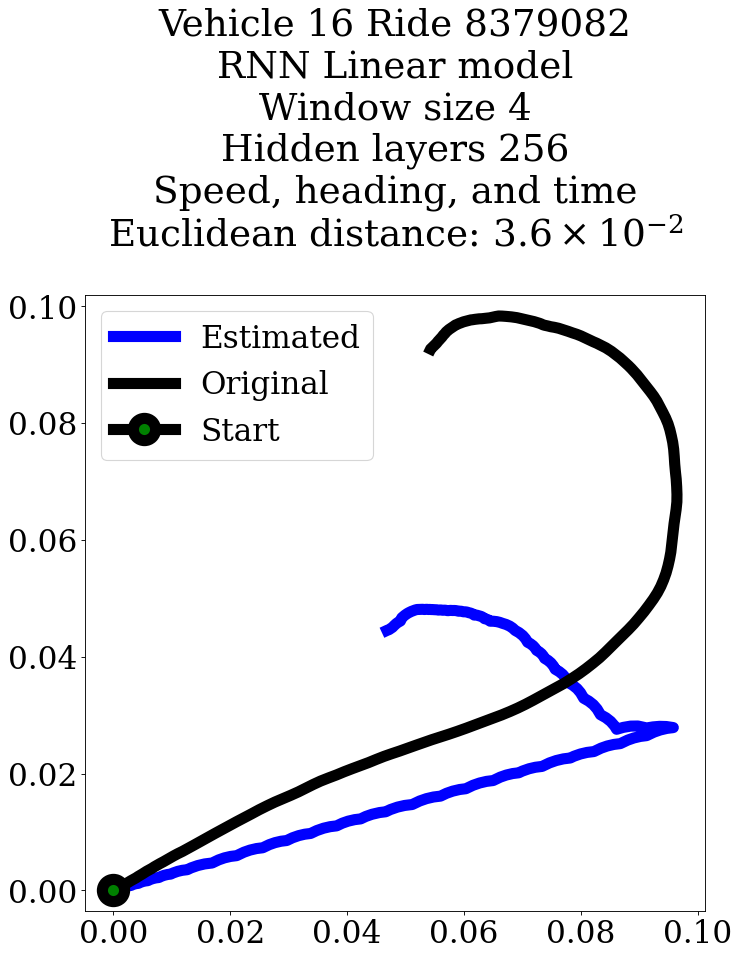 Vehicle 16 Ride 8379082
RNN Linear model
Window size 4
Hidden layers 256
Speed, heading, and time
Euclidean distance: 3.6 × 10⁻²
0.10
Estimated
Original
Start
0.08
0.06
0.04
0.02
0.00
0.00 0.02 0.04 0.06 0.08 0.10